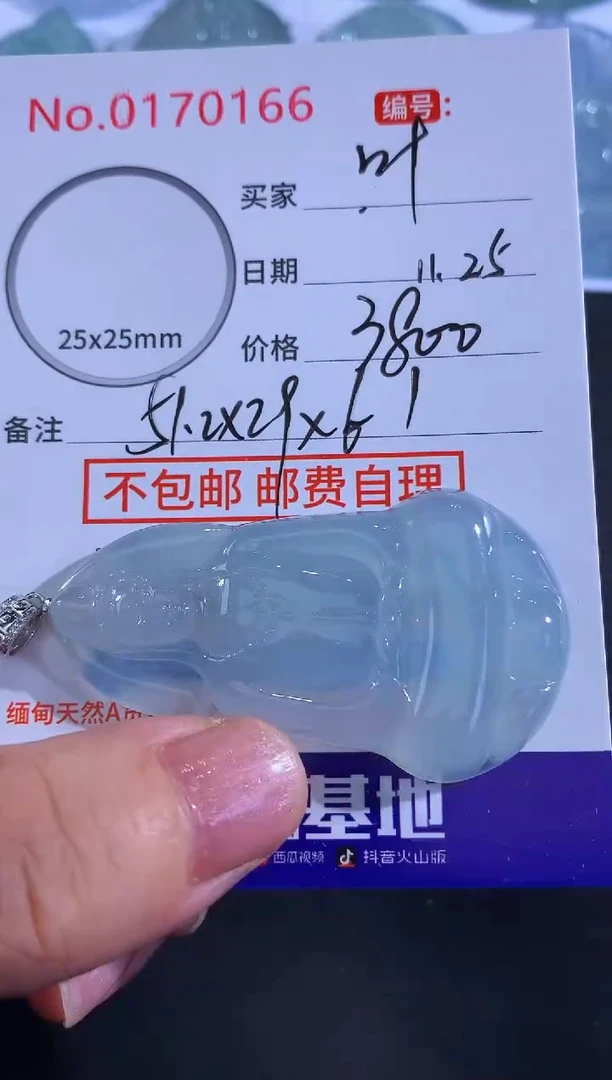 No.0170166 编号:
买家 叶
日期 11.25
25x25mm
价格 3800
备注 51.2x29x6.1
不包邮 邮费自理
缅甸天然A
基地
西瓜视频 抖音火山版